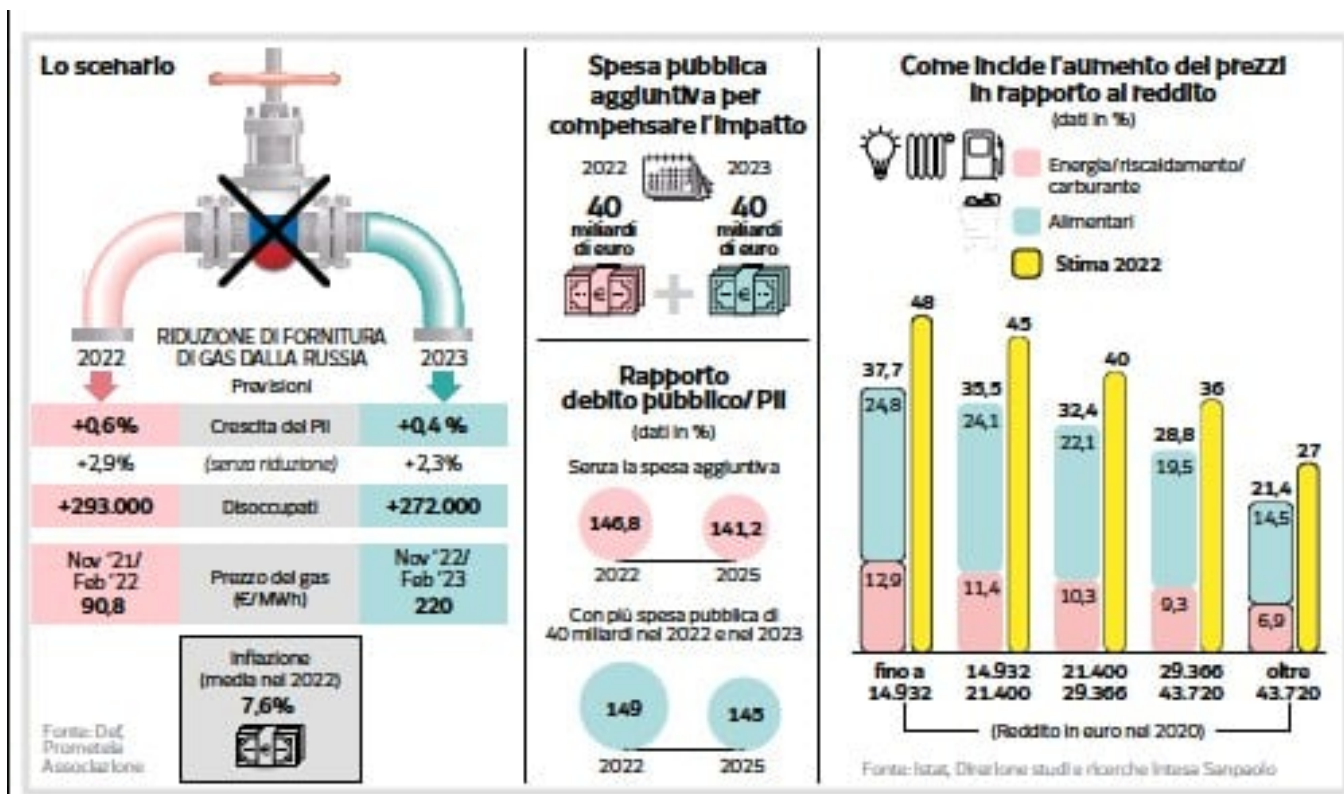 Lo scenario
RIDUZIONE DI FORNITURA
DI GAS DALLA RUSSIA
2022
2023
Previsioni
+0,6% Crescita del Pil +0,4 %
+2,9% (senza riduzione) +2,3%
+293.000 Disoccupati +272.000
Nov '21/
Feb '22
90,8
Prezzo del gas
(€/MWh)
Nov '22/
Feb '23
220
Inflazione
(media nel 2022)
7,6%
Fonte: Def,
Prometeia
Associazione
Spesa pubblica
aggiuntiva per
compensare l'impatto
2022 2023
40
miliardi
di euro
40
miliardi
di euro
€ + €
Rapporto
debito pubblico/Pil
(dati in %)
Senza la spesa aggiuntiva
146,8 141,2
2022 2025
Con più spesa pubblica di
40 miliardi nel 2022 e nel 2023
149 145
2022 2025
Come incide l'aumento dei prezzi
in rapporto al reddito
(dati in %)
Energia/riscaldamento/
carburante
Alimentari
Stima 2022
37,7 48
24,8
12,9
35,5 45
24,1
11,4
32,4 40
22,1
10,3
28,8 36
19,5
9,3
21,4 27
14,5
6,9
fino a
14.932
14.932
21.400
21.400
29.366
29.366
43.720
oltre
43.720
(Reddito in euro nel 2020)
Fonte: Istat, Direzione studi e ricerche Intesa Sanpaolo